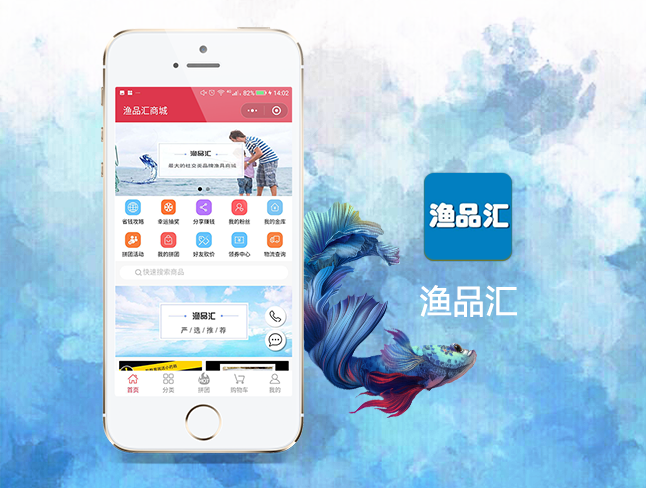 82% 14:02
渔品汇商城
渔品汇
最大的社交类品牌渔具商城
省钱攻略 幸运抽奖 分享赚钱 我的粉丝 我的金库
拼团活动 我的拼团 好友砍价 领券中心 物流查询
快速搜索商品
渔品汇
严 / 选 / 推 / 荐
首页 分类 拼团 购物车 我的
渔品汇
渔品汇